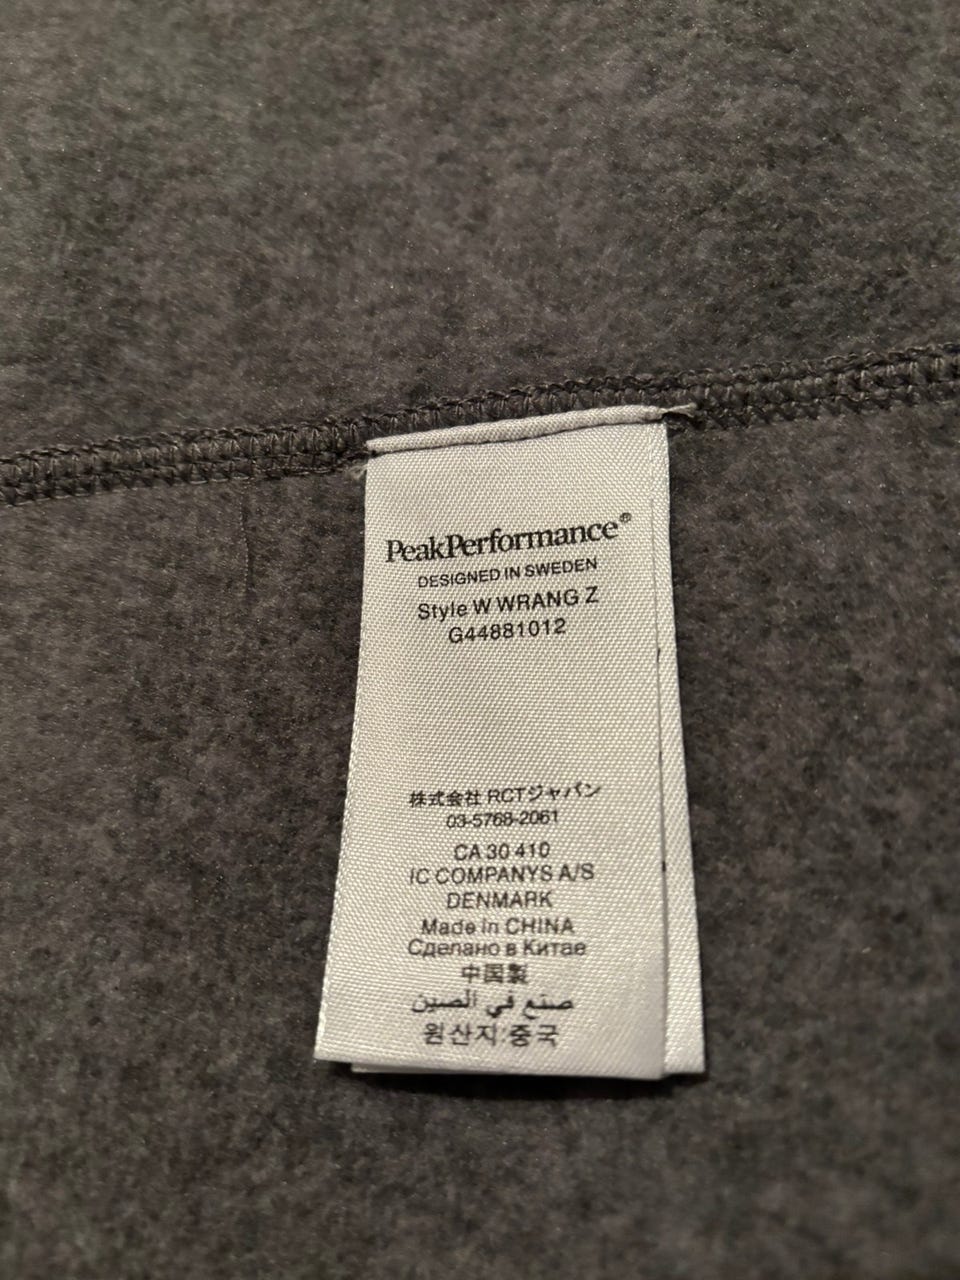 PeakPerformance®
DESIGNED IN SWEDEN
Style W WRANG Z
G44881012
株式会社 RCTジャパン
03-5768-2061
CA 30 410
IC COMPANYS A/S
DENMARK
Made in CHINA
Сделано в Китае
中国製
صنع في الصين
원산지:중국